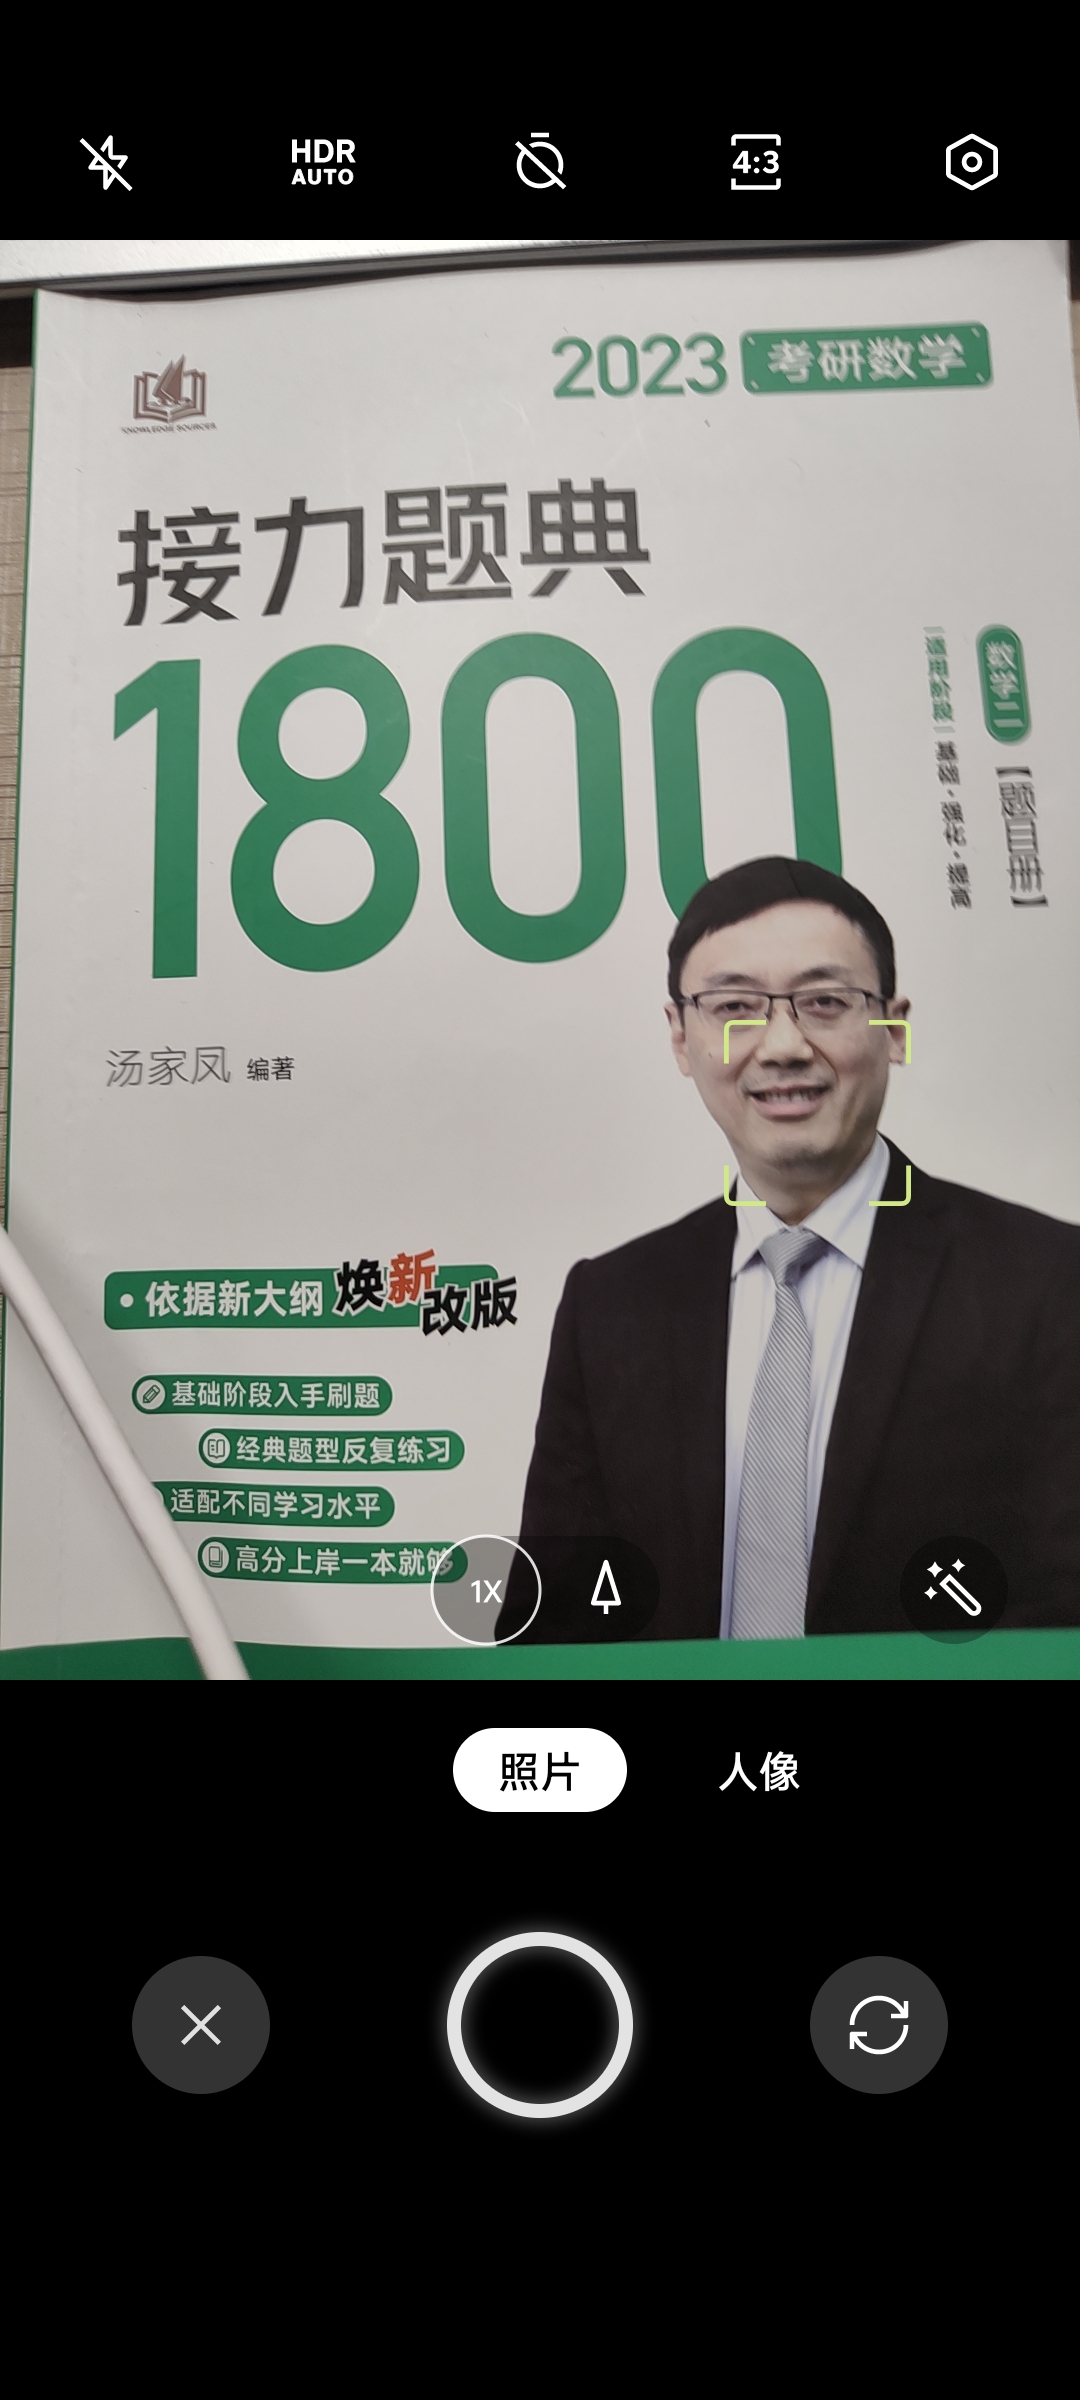 HDR
AUTO
4:3
2023 考研数学
KNOWLEDGE SOURCES
接力题典
1800
数学二
【题目册】
适用阶段
基础·强化·提高
汤家凤 编著
·依据新大纲 焕新改版
基础阶段入手刷题
经典题型反复练习
适配不同学习水平
高分上岸一本就够
1X
照片
人像